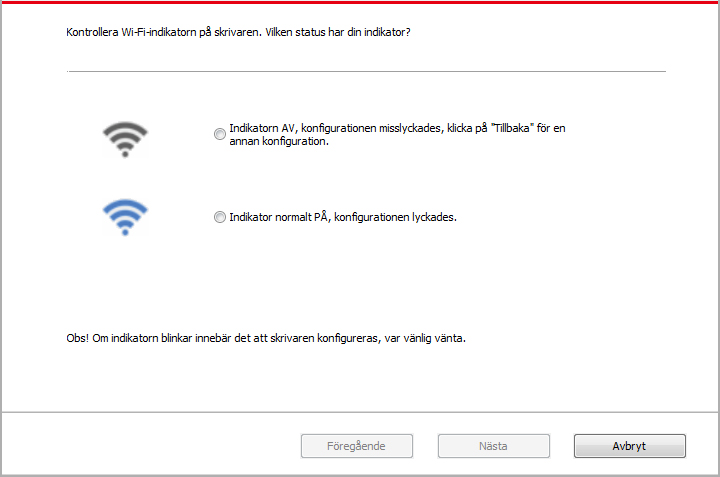 Kontrollera Wi-Fi-indikatorn på skrivaren. Vilken status har din indikator?
Indikatorn AV, konfigurationen misslyckades, klicka på "Tillbaka" för en
annan konfiguration.
Indikator normalt PÅ, konfigurationen lyckades.
Obs! Om indikatorn blinkar innebär det att skrivaren konfigureras, var vänlig vänta.
Föregående
Nästa
Avbryt